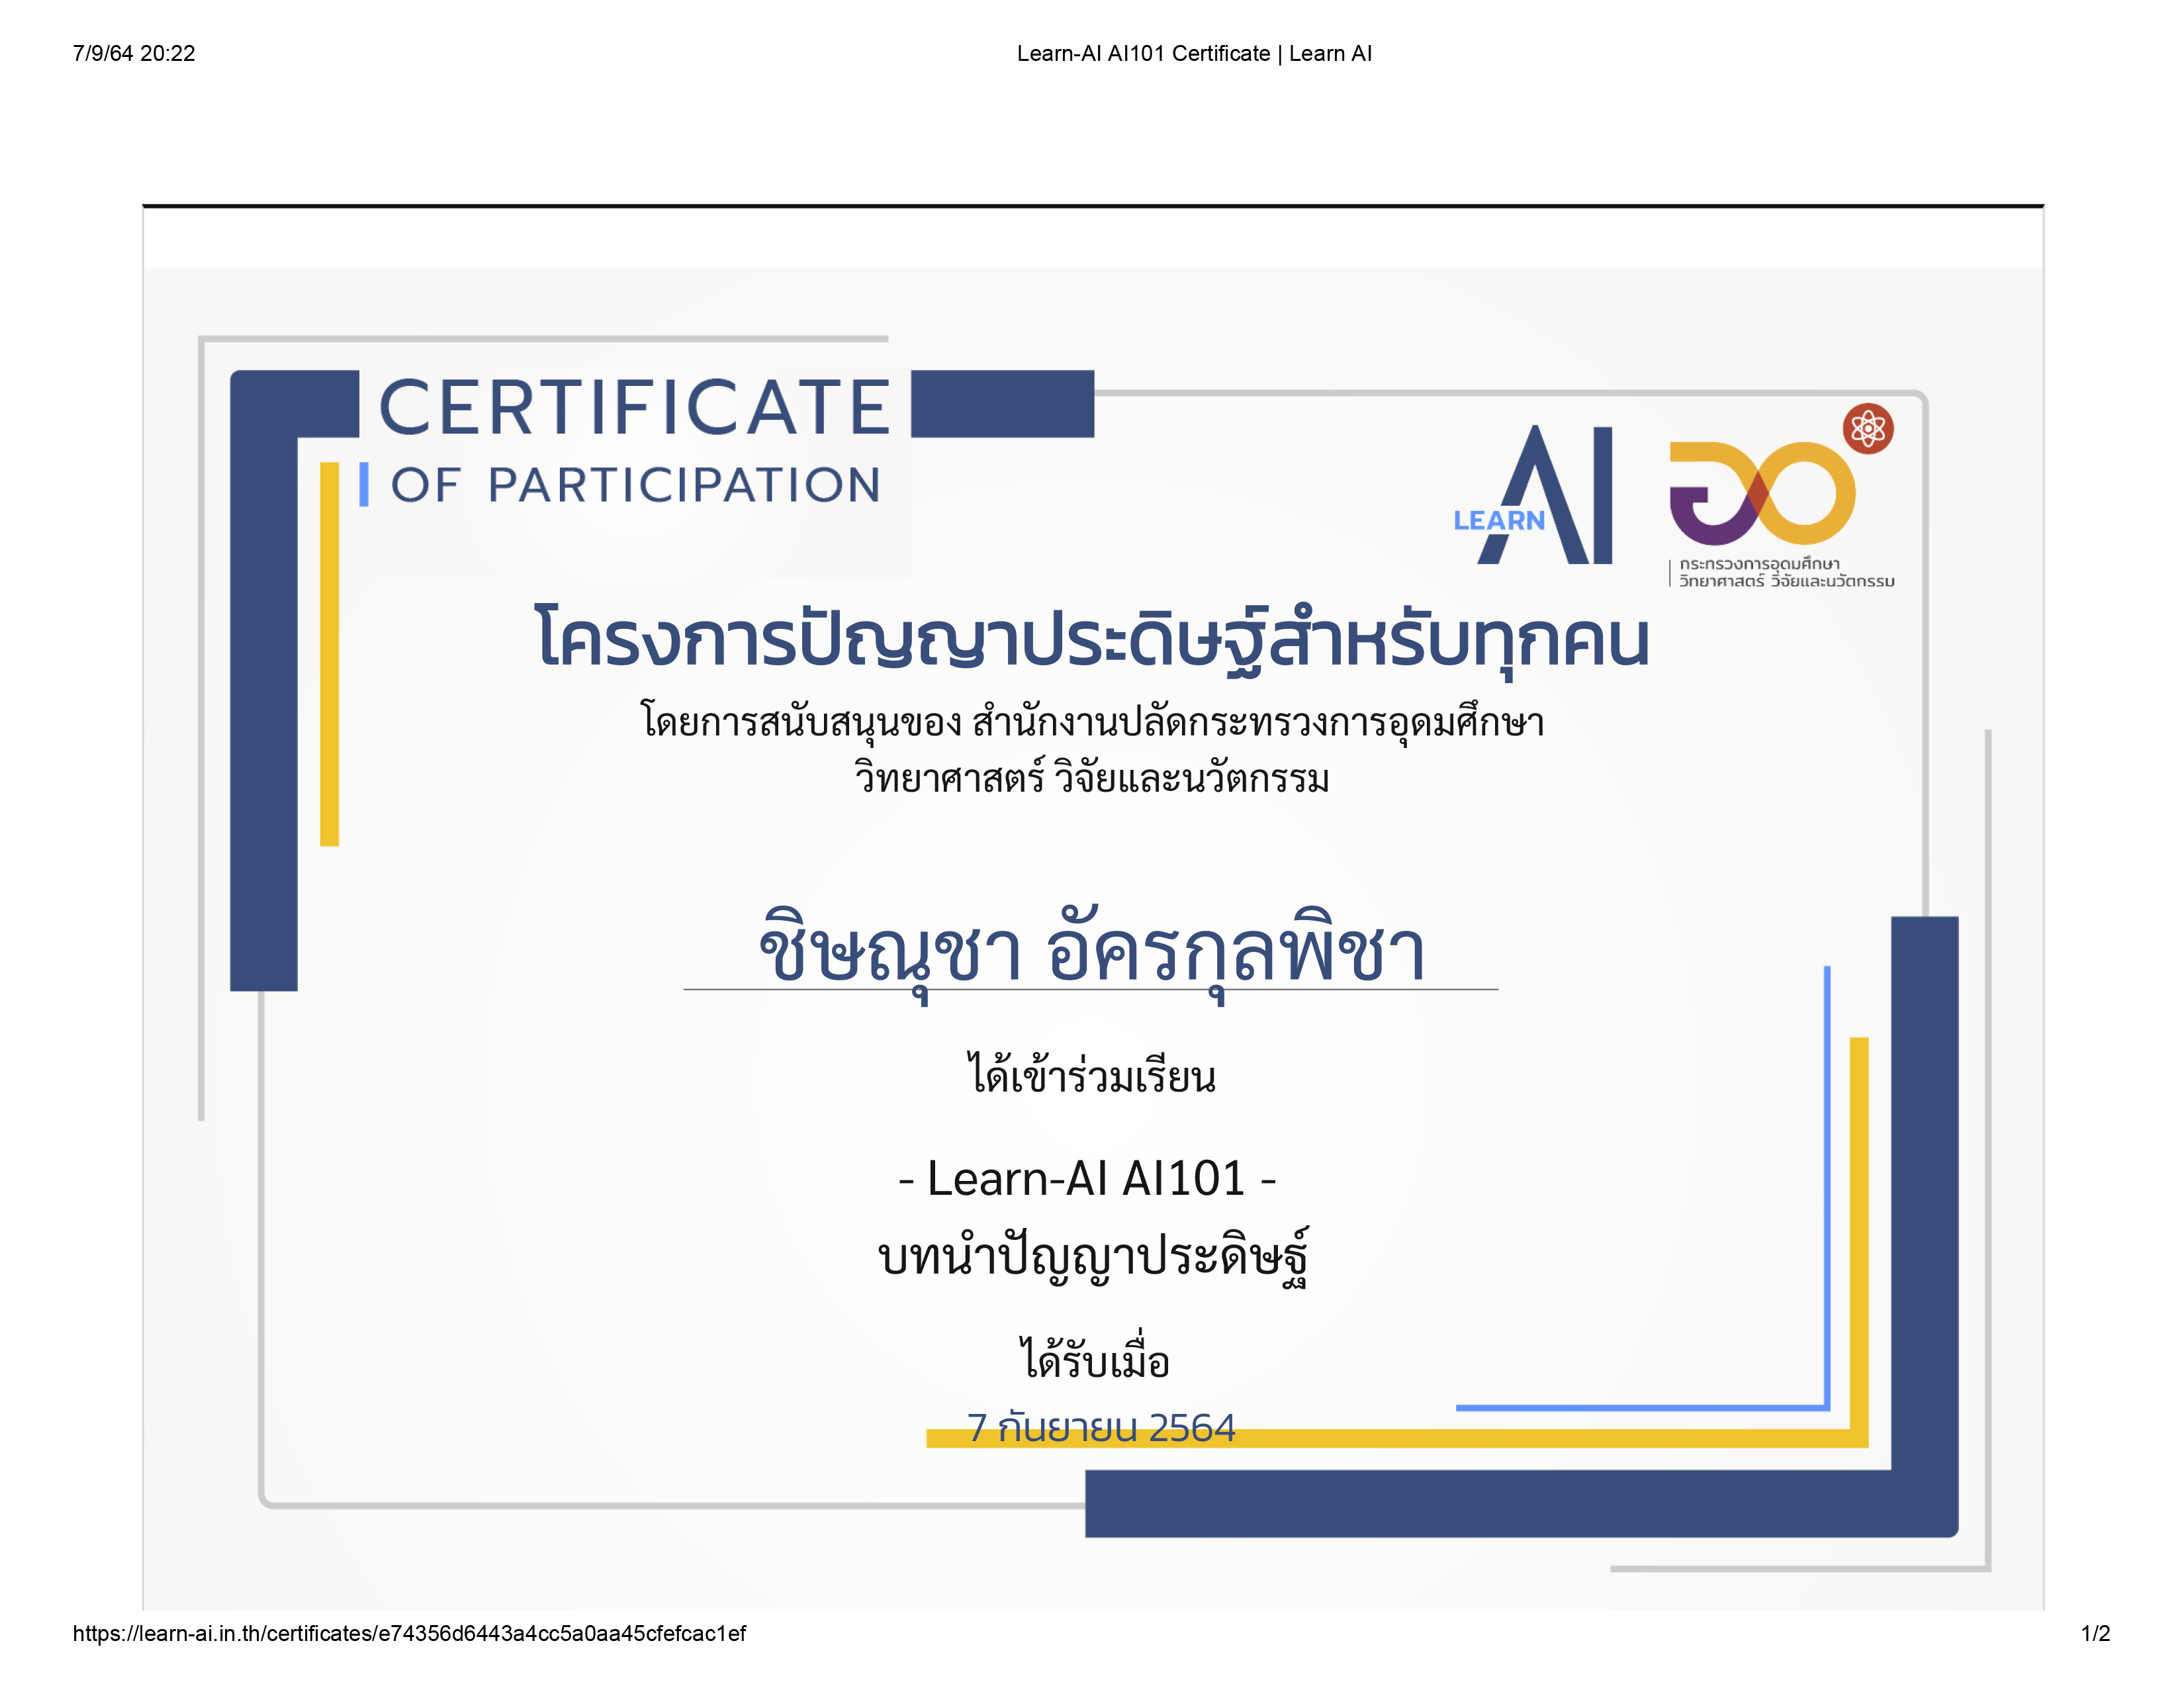 7/9/64 20:22
Learn-AI AI101 Certificate | Learn AI
CERTIFICATE
OF PARTICIPATION
LEARN AI
กระทรวงการอุดมศึกษา
วิทยาศาสตร์ วิจัยและนวัตกรรม
โครงการปัญญาประดิษฐ์สำหรับทุกคน
โดยการสนับสนุนของ สำนักงานปลัดกระทรวงการอุดมศึกษา
วิทยาศาสตร์ วิจัยและนวัตกรรม
ชิษณุชา อัครกุลพิชา
ได้เข้าร่วมเรียน
- Learn-AI AI101 -
บทนำปัญญาประดิษฐ์
ได้รับเมื่อ
7 กันยายน 2564
https://learn-ai.in.th/certificates/e74356d6443a4cc5a0aa45cfefcac1ef
1/2